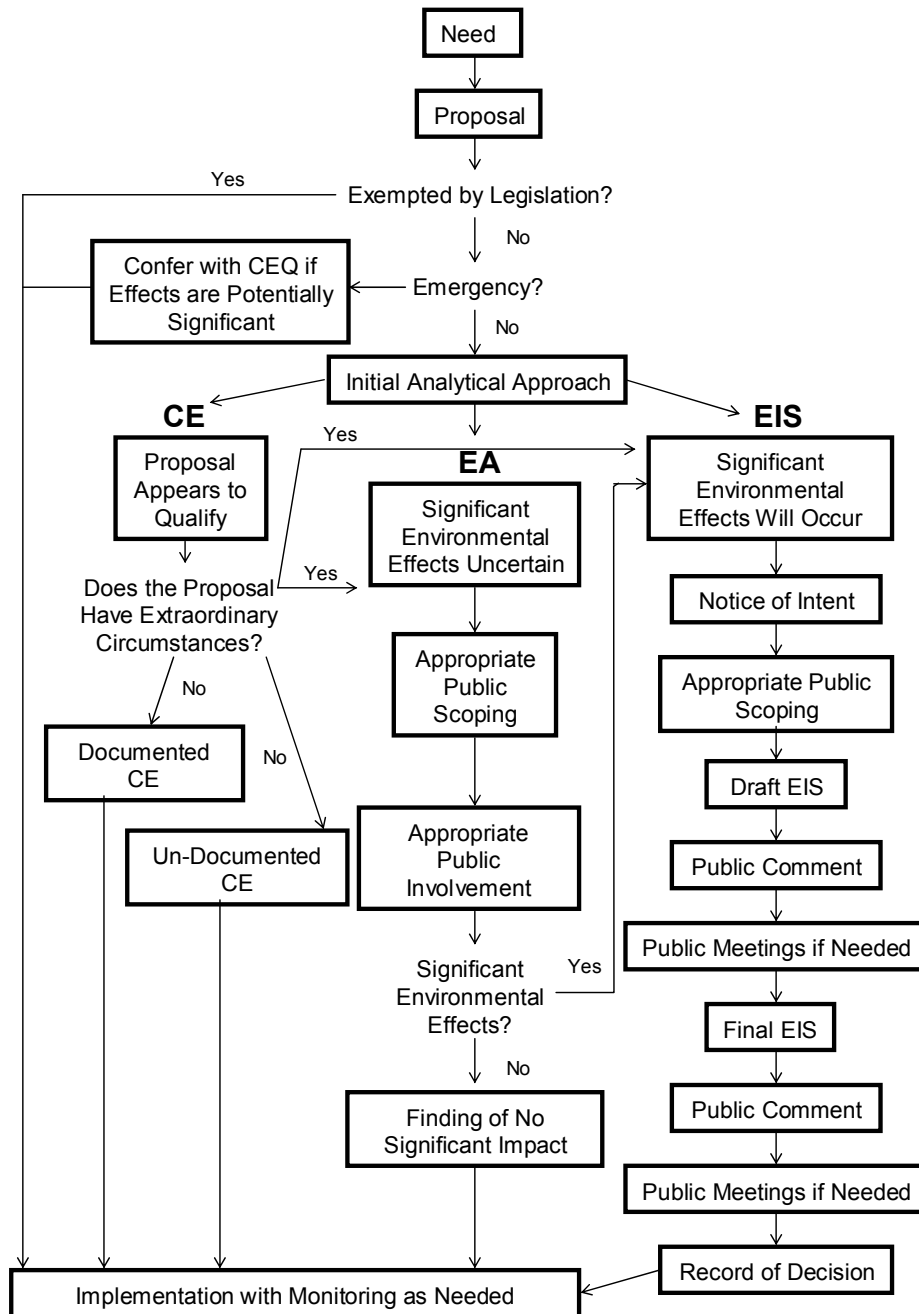 Need
Proposal
Yes
Exempted by Legislation?
No
Confer with CEQ if
Effects are Potentially
Significant
Emergency?
No
Initial Analytical Approach
CE
EIS
Yes
EA
Proposal
Appears to
Qualify
Significant
Environmental
Effects Uncertain
Significant
Environmental
Effects Will Occur
Does the Proposal
Have Extraordinary
Circumstances?
Yes
Notice of Intent
Appropriate
Public
Scoping
Appropriate Public
Scoping
No
Documented
CE
No
Draft EIS
Un-Documented
CE
Appropriate
Public
Involvement
Public Comment
Public Meetings if Needed
Significant
Environmental
Effects?
Yes
Final EIS
No
Finding of No
Significant Impact
Public Comment
Public Meetings if Needed
Record of Decision
Implementation with Monitoring as Needed